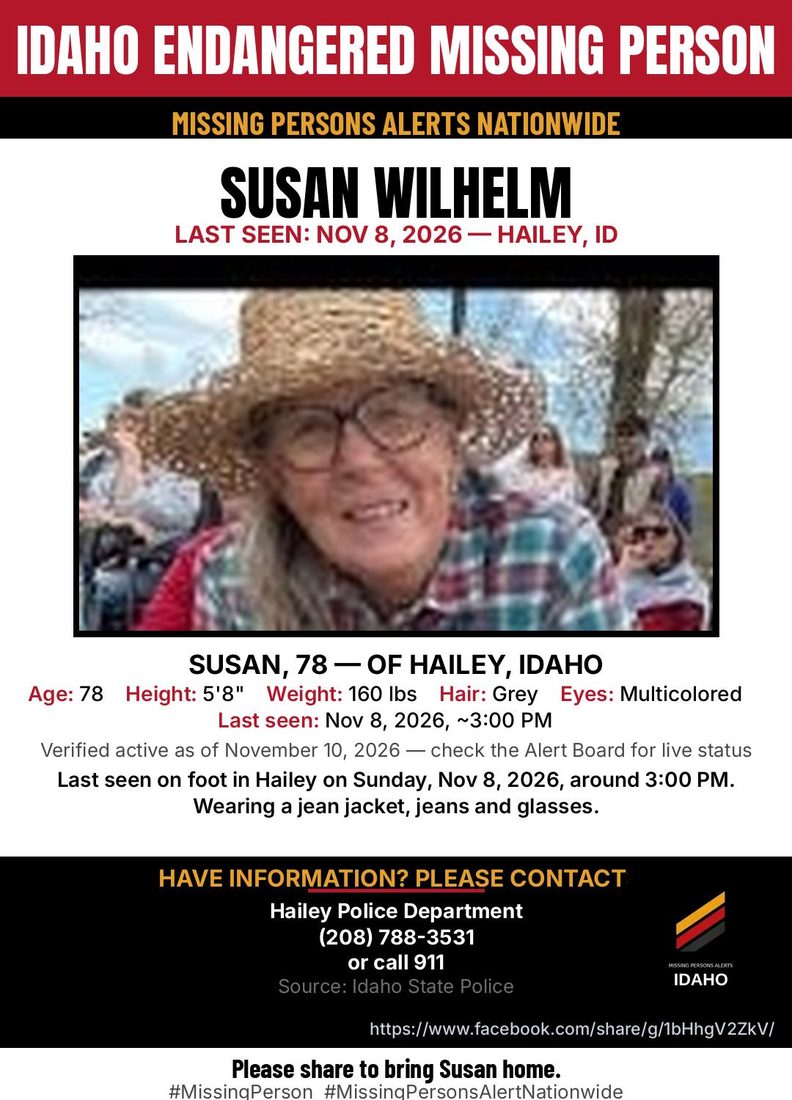 IDAHO ENDANGERED MISSING PERSON
MISSING PERSONS ALERTS NATIONWIDE
SUSAN WILHELM
LAST SEEN: NOV 8, 2026 — HAILEY, ID
SUSAN, 78 — OF HAILEY, IDAHO
Age: 78 Height: 5'8" Weight: 160 lbs Hair: Grey Eyes: Multicolored
Last seen: Nov 8, 2026, ~3:00 PM
Verified active as of November 10, 2026 — check the Alert Board for live status
Last seen on foot in Hailey on Sunday, Nov 8, 2026, around 3:00 PM.
Wearing a jean jacket, jeans and glasses.
HAVE INFORMATION? PLEASE CONTACT
Hailey Police Department
(208) 788-3531
or call 911
Source: Idaho State Police
MISSING PERSONS ALERTS
IDAHO
https://www.facebook.com/share/g/1bHhgV2ZkV/
Please share to bring Susan home.
#MissingPerson #MissingPersonsAlertNationwide